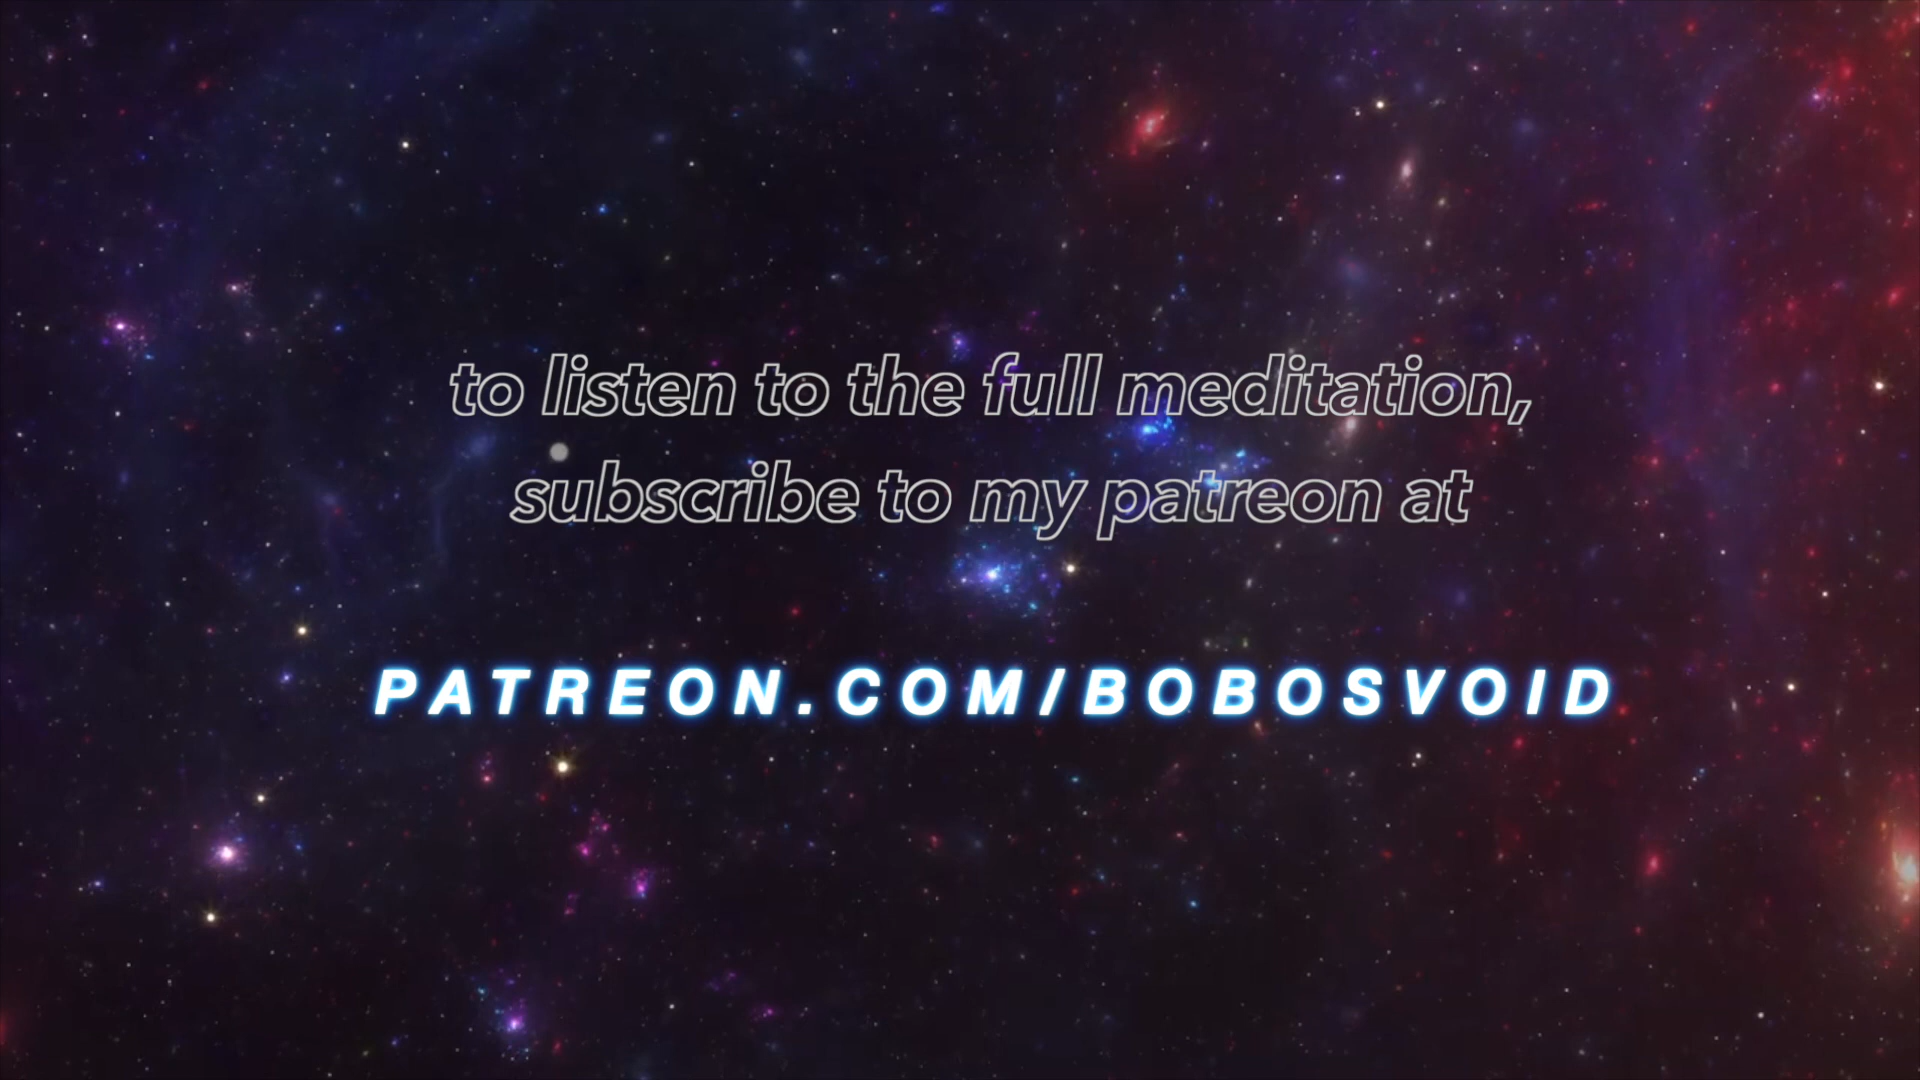 to listen to the full meditation,
subscribe to my patreon at
PATREON.COM/BOBOSVOID